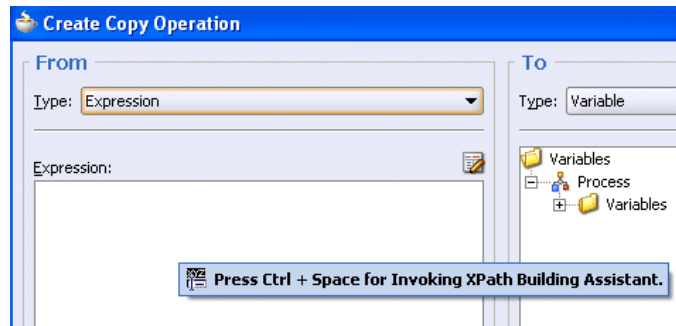 Create Copy Operation
From
Type: Expression
Expression:
To
Type: Variable
Variables
Process
Variables
Press Ctrl + Space for Invoking XPath Building Assistant.